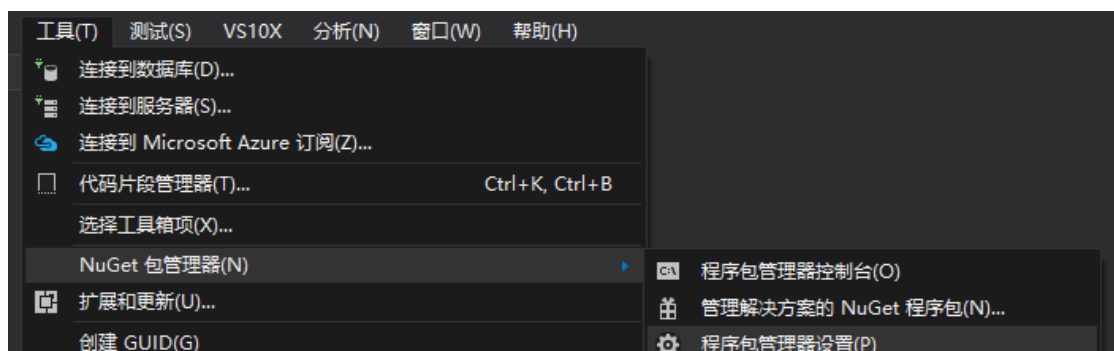 工具(T) 测试(S) VS10X 分析(N) 窗口(W) 帮助(H)
连接到数据库(D)...
连接到服务器(S)...
连接到 Microsoft Azure 订阅(Z)...
代码片段管理器(T)... Ctrl+K, Ctrl+B
选择工具箱项(X)...
NuGet 包管理器(N)
扩展和更新(U)...
创建 GUID(G)
程序包管理器控制台(O)
管理解决方案的 NuGet 程序包(N)...
程序包管理器设置(P)